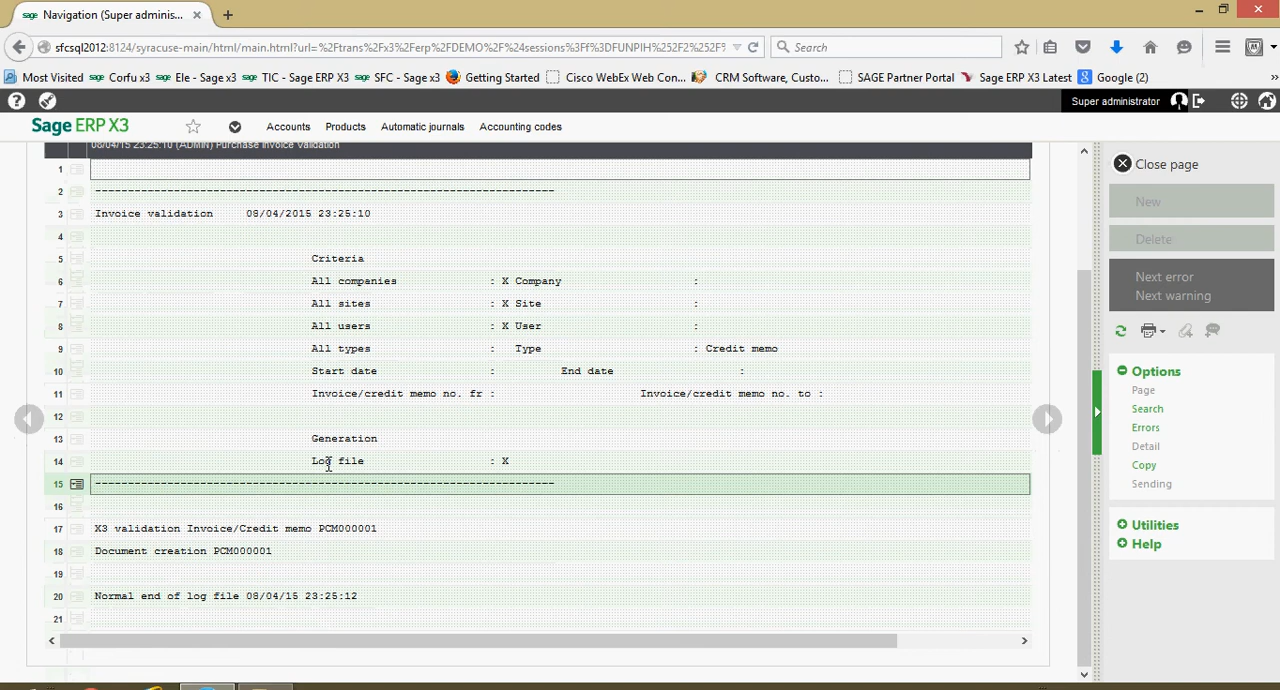 sage Navigation (Super adminis... × +
sfcsql2012:8124/syracuse-main/html/main.html?url=%2Ftrans%2Fx3%2Ferp%2FDEMO%2F%24sessions%3Ff%3DFUNPIH%252F2%252F% Search
Most Visited sage Corfu x3 sage Ele - Sage x3 sage TIC - Sage ERP X3 sage SFC - Sage x3 Getting Started Cisco WebEx Web Con... CRM Software, Custo... SAGE Partner Portal Sage ERP X3 Latest Google (2) »
Super administrator
Sage ERP X3 Accounts Products Automatic journals Accounting codes
08/04/15 23:25:10 (ADMIN) Purchase Invoice Validation
1
2 ----------------------------------------------------------------------
3 Invoice validation 08/04/2015 23:25:10
4
5 Criteria
6 All companies : X Company :
7 All sites : X Site :
8 All users : X User :
9 All types : Type : Credit memo
10 Start date : End date :
11 Invoice/credit memo no. fr : Invoice/credit memo no. to :
12
13 Generation
14 Log file : X
15 ----------------------------------------------------------------------
16
17 X3 validation Invoice/Credit memo PCM000001
18 Document creation PCM000001
19
20 Normal end of log file 08/04/15 23:25:12
21
Close page
New
Delete
Next error
Next warning
Options
Page
Search
Errors
Detail
Copy
Sending
Utilities
Help